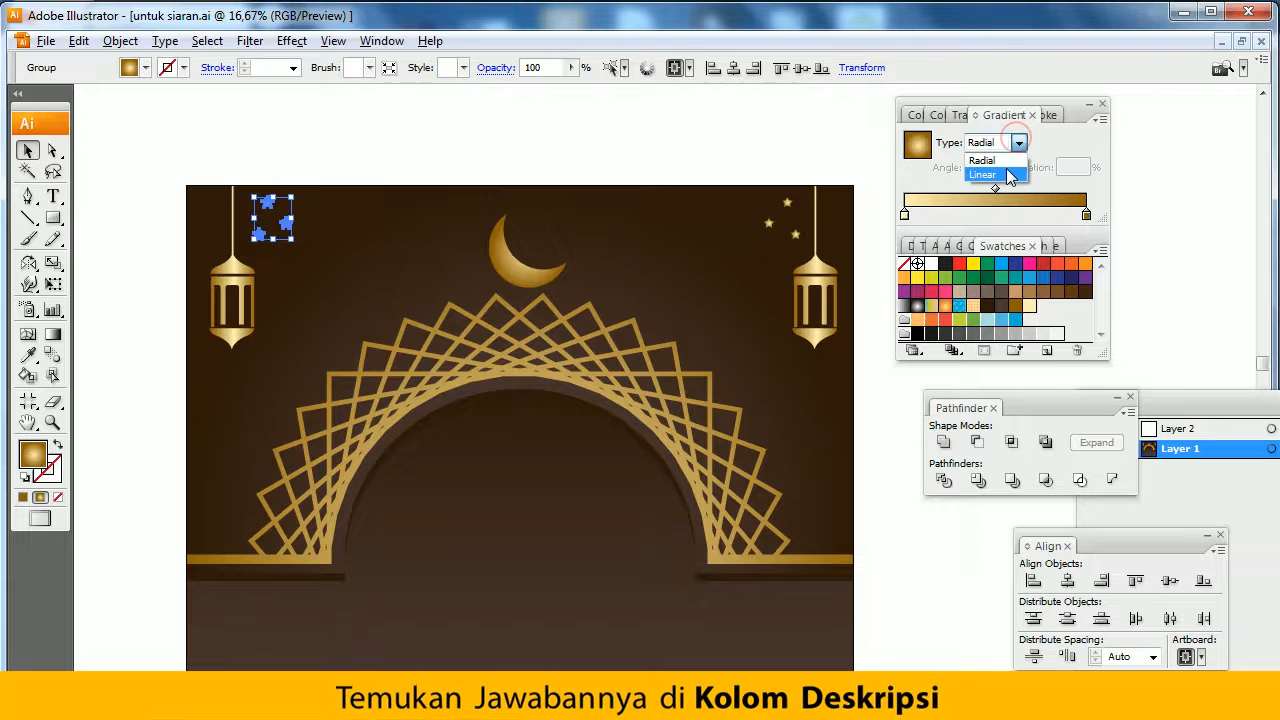 Adobe Illustrator - [untuk siaran.ai @ 16,67% (RGB/Preview) ]
File Edit Object Type Select Filter Effect View Window Help
Group Stroke: Brush: Style: Opacity: 100 % Transform
Ai
Gradient
Type: Radial
Radial
Angle: %
Linear
Swatches
Pathfinder
Shape Modes:
Expand
Pathfinders:
Layer 2
Layer 1
Align
Align Objects:
Distribute Objects:
Distribute Spacing: Artboard:
Auto
Temukan Jawabannya di Kolom Deskripsi